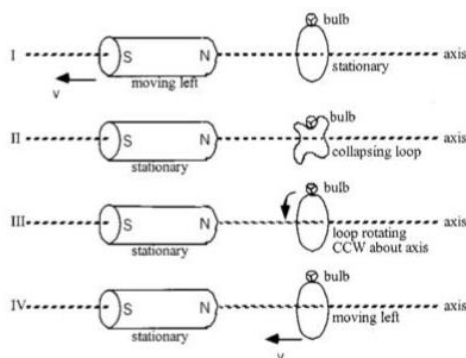 bulb
I S N axis
moving left stationary
v
bulb
II S N axis
collapsing loop
stationary
bulb
III S N axis
loop rotating
stationary CCW about axis
bulb
IV S N axis
moving left
stationary
v